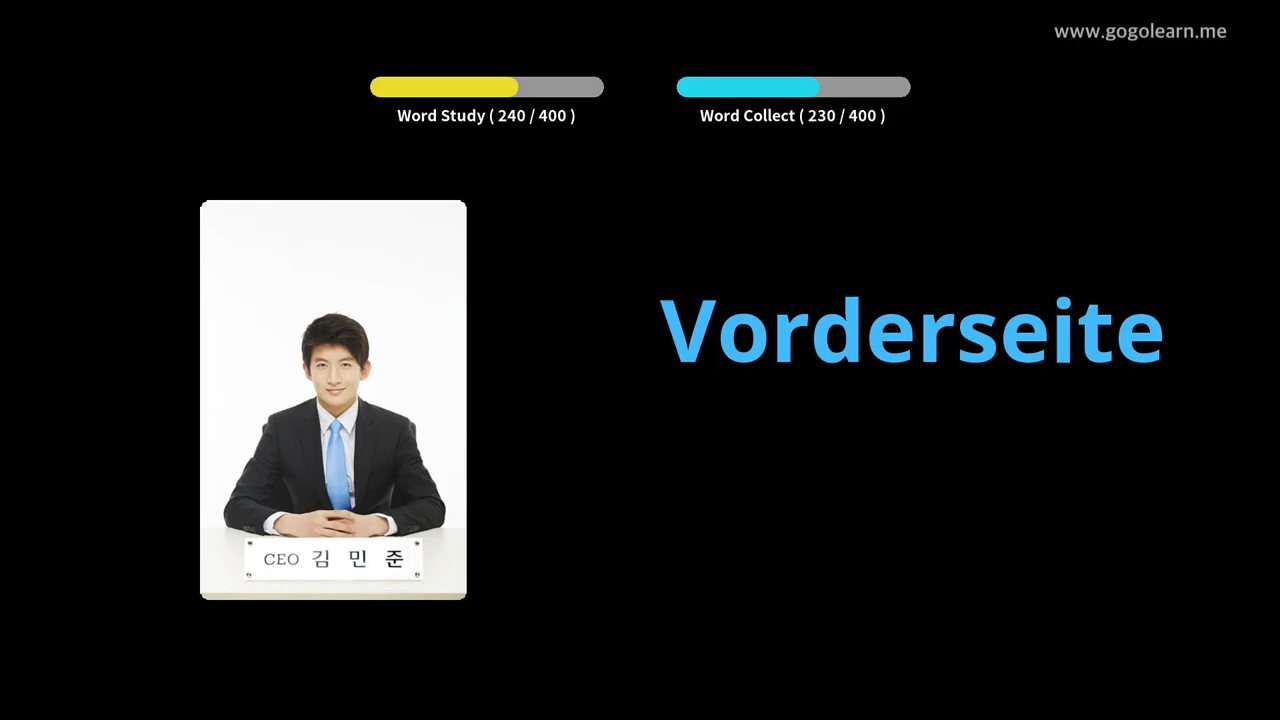 www.gogolearn.me
Word Study ( 240 / 400 )
Word Collect ( 230 / 400 )
Vorderseite
CEO 김 민 준